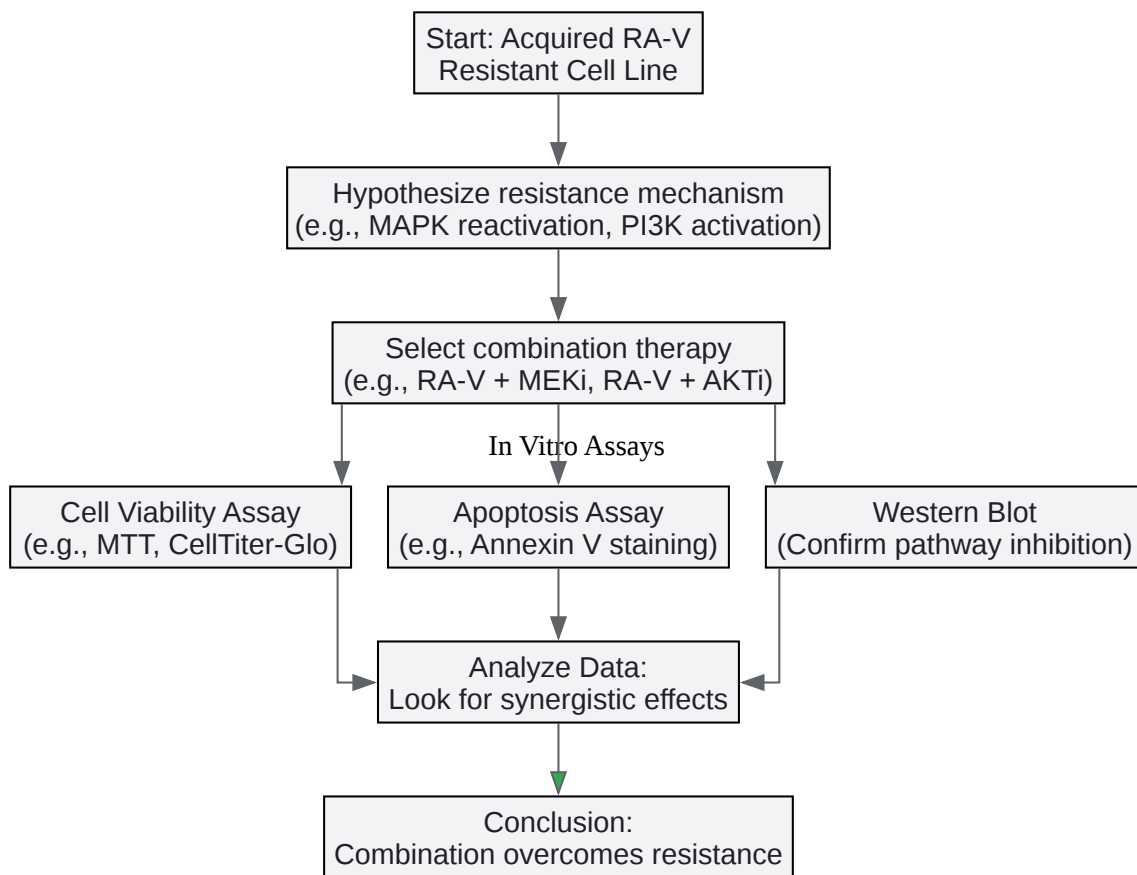 Start: Acquired RA-V
Resistant Cell Line
Hypothesize resistance mechanism
(e.g., MAPK reactivation, PI3K activation)
Select combination therapy
(e.g., RA-V + MEKi, RA-V + AKTi)
In Vitro Assays
Cell Viability Assay
(e.g., MTT, CellTiter-Glo)
Apoptosis Assay
(e.g., Annexin V staining)
Western Blot
(Confirm pathway inhibition)
Analyze Data:
Look for synergistic effects
Conclusion:
Combination overcomes resistance